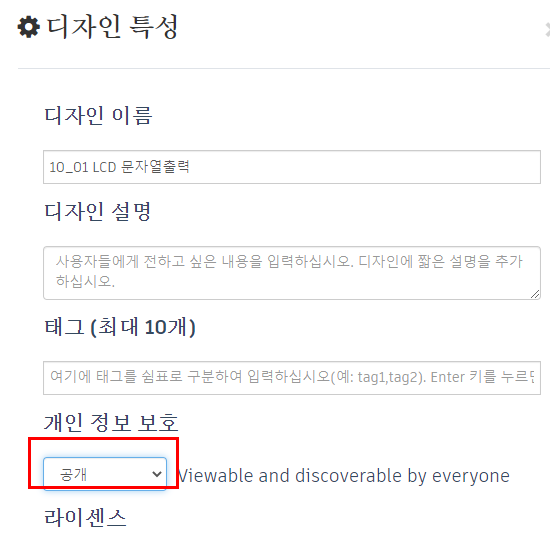 디자인 특성
디자인 이름
10_01 LCD 문자열출력
디자인 설명
사용자들에게 전하고 싶은 내용을 입력하십시오. 디자인에 짧은 설명을 추가
하십시오.
태그 (최대 10개)
여기에 태그를 쉼표로 구분하여 입력하십시오(예: tag1,tag2). Enter 키를 누르면
개인 정보 보호
공개 Viewable and discoverable by everyone
라이센스